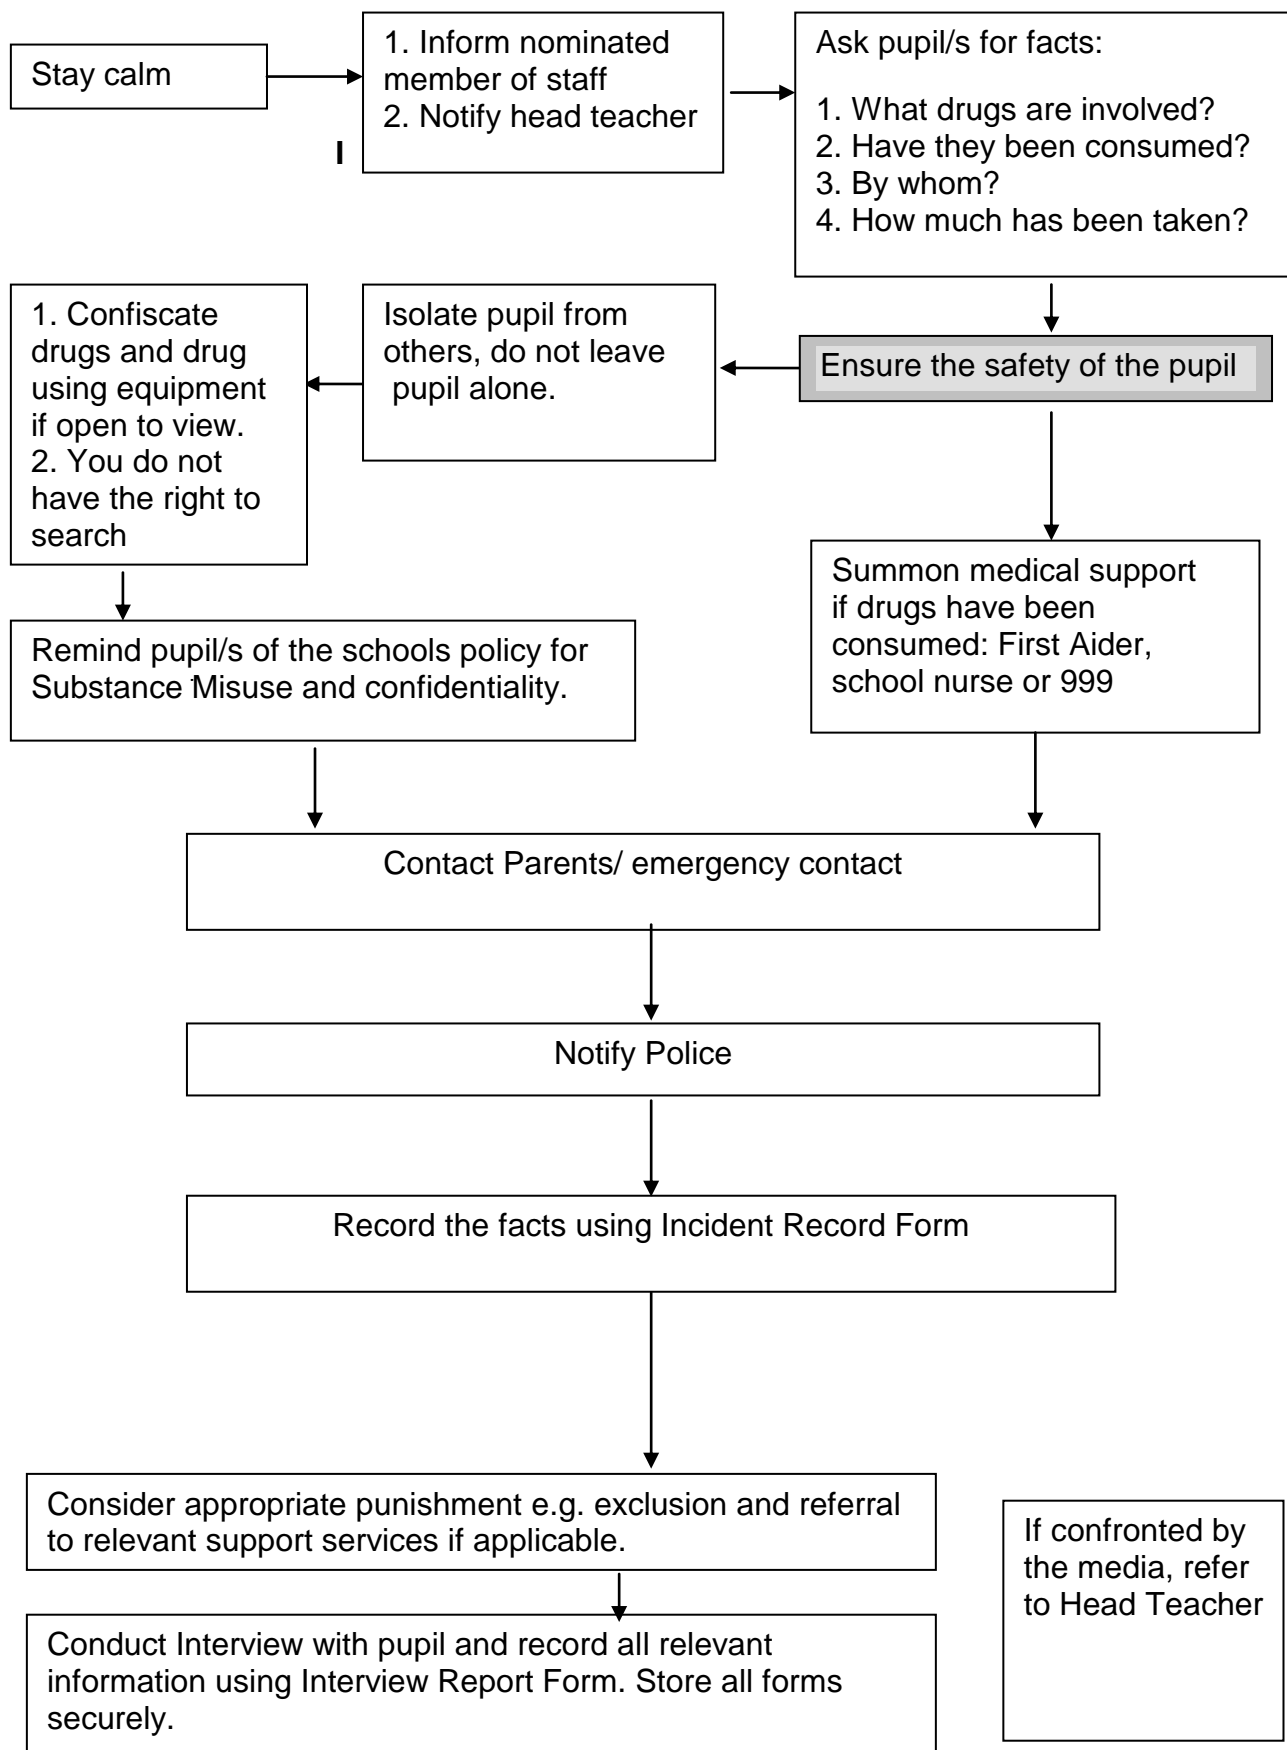 Stay calm
1. Inform nominated
member of staff
2. Notify head teacher
I
Ask pupil/s for facts:
1. What drugs are involved?
2. Have they been consumed?
3. By whom?
4. How much has been taken?
Ensure the safety of the pupil
Isolate pupil from
others, do not leave
pupil alone.
1. Confiscate
drugs and drug
using equipment
if open to view.
2. You do not
have the right to
search
Remind pupil/s of the schools policy for
Substance Misuse and confidentiality.
Summon medical support
if drugs have been
consumed: First Aider,
school nurse or 999
Contact Parents/ emergency contact
Notify Police
Record the facts using Incident Record Form
Consider appropriate punishment e.g. exclusion and referral
to relevant support services if applicable.
Conduct Interview with pupil and record all relevant
information using Interview Report Form. Store all forms
securely.
If confronted by
the media, refer
to Head Teacher